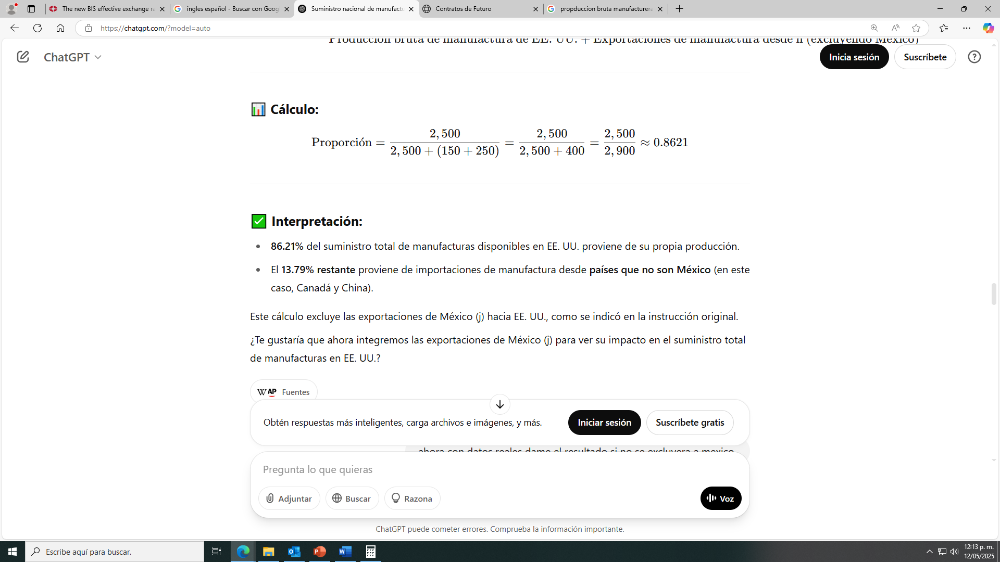 The new BIS effective exchange ra
ingles español - Buscar con Goog
Suministro nacional de manufactu
Contratos de Futuro
propduccion bruta manufacturera
https://chatgpt.com/?model=auto
Produccion bruta de manufactura de EE. UU. + Exportaciones de manufactura desde n (excluyendo Mexico)
ChatGPT
Inicia sesión
Suscríbete
Cálculo:
Proporción = 2,500 / 2,500 + (150 + 250) = 2,500 / 2,500 + 400 = 2,500 / 2,900 ≈ 0.8621
Interpretación:
• 86.21% del suministro total de manufacturas disponibles en EE. UU. proviene de su propia producción.
• El 13.79% restante proviene de importaciones de manufactura desde países que no son México (en este
caso, Canadá y China).
Este cálculo excluye las exportaciones de México (j) hacia EE. UU., como se indicó en la instrucción original.
¿Te gustaría que ahora integremos las exportaciones de México (j) para ver su impacto en el suministro total
de manufacturas en EE. UU.?
W AP Fuentes
Obtén respuestas más inteligentes, carga archivos e imágenes, y más.
Iniciar sesión
Suscríbete gratis
ahora con datos reales dame el resultado si no se excluyera a mexico
Pregunta lo que quieras
Adjuntar
Buscar
Razona
Voz
ChatGPT puede cometer errores. Comprueba la información importante.
Escribe aquí para buscar.
12:13 p. m.
12/05/2025